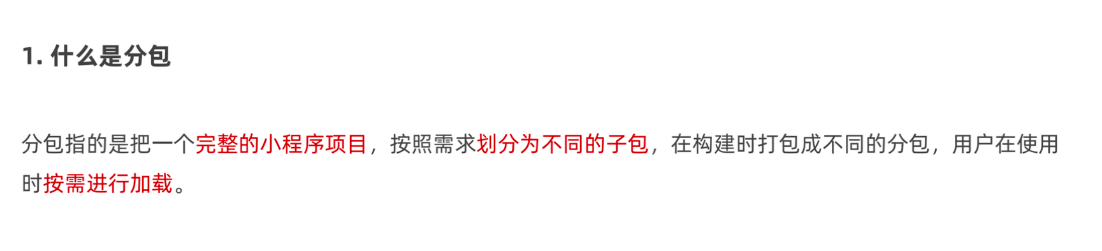 1. 什么是分包
分包指的是把一个完整的小程序项目，按照需求划分为不同的子包，在构建时打包成不同的分包，用户在使用
时按需进行加载。